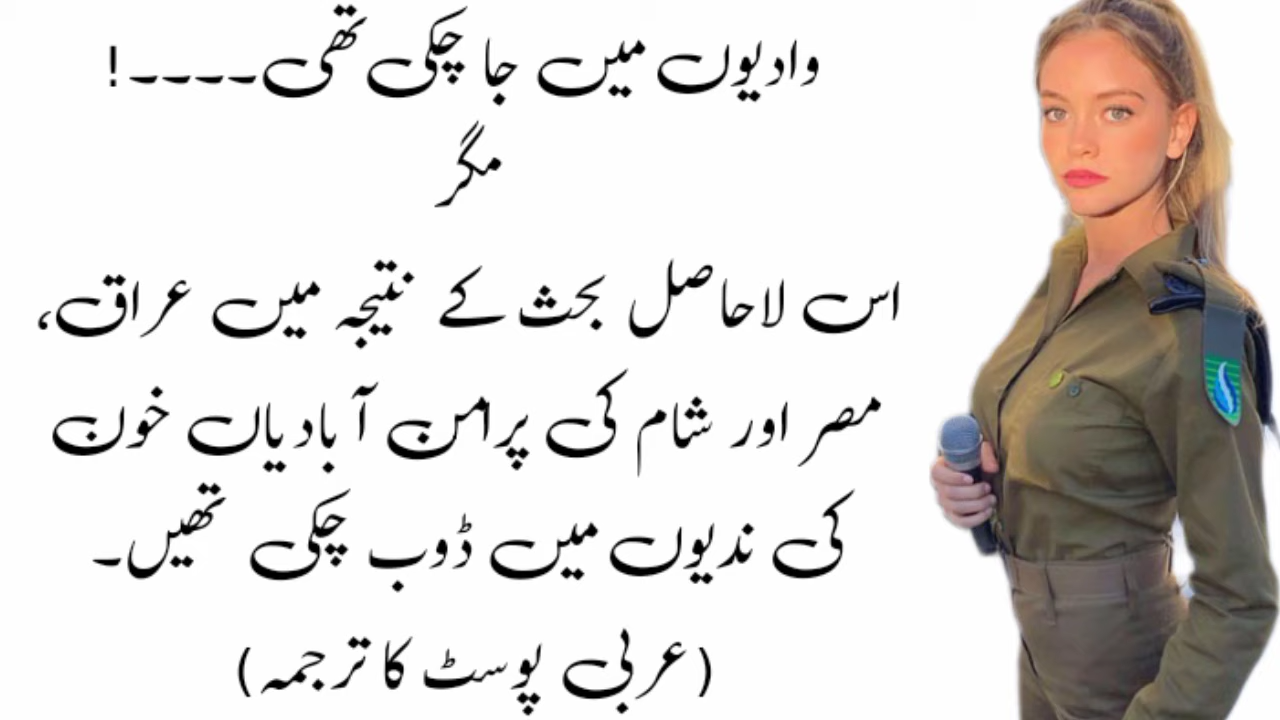 وادیوں میں جا چکی تھی۔۔۔۔!
مگر
اس لاحاصل بحث کے نتیجہ میں عراق،
مصر اور شام کی پرامن آبادیاں خون
کی ندیوں میں ڈوب چکی تھیں۔
(عربی پوسٹ کا ترجمہ)